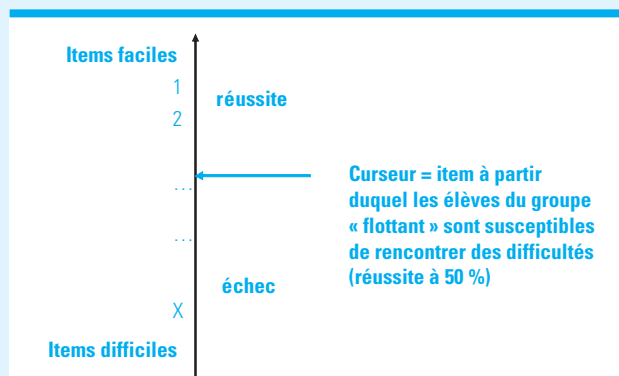 Items faciles
1
réussite
2
Curseur = item à partir
duquel les élèves du groupe
« flottant » sont susceptibles
de rencontrer des difficultés
(réussite à 50 %)
…
…
échec
X
Items difficiles